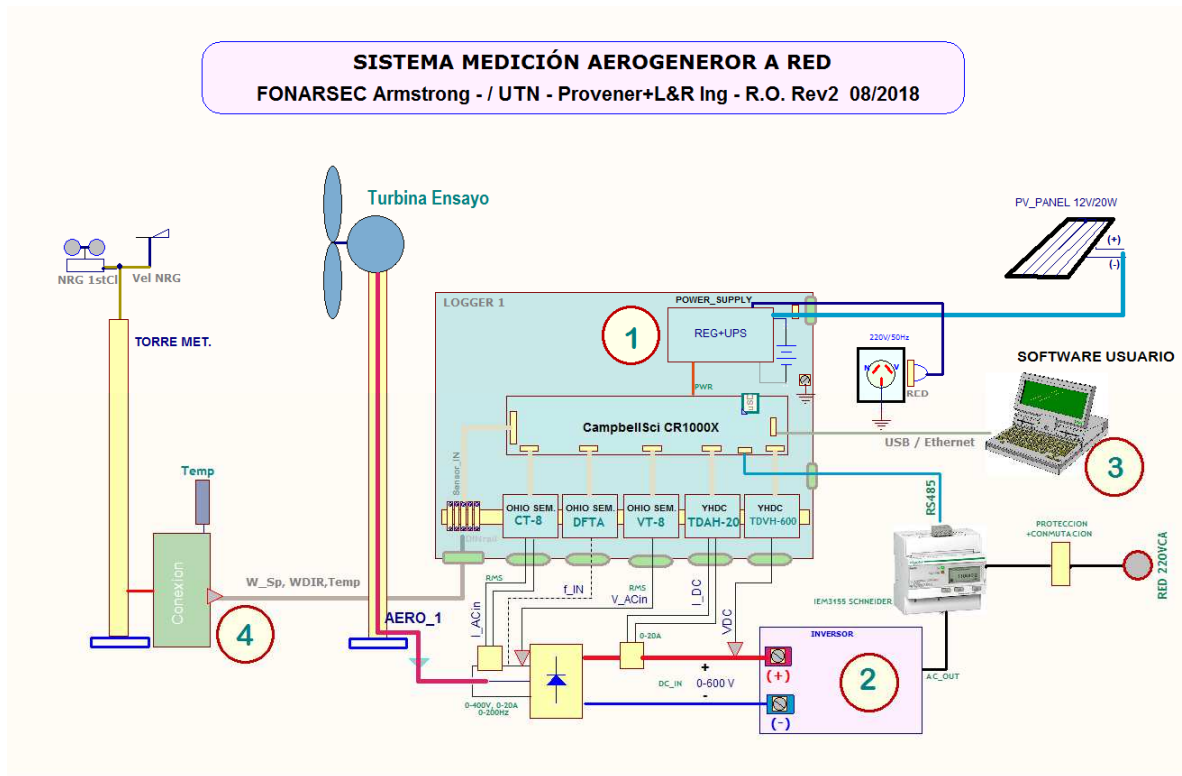 SISTEMA MEDICIÓN AEROGENEROR A RED
FONARSEC Armstrong - / UTN - Provener+L&R Ing - R.O. Rev2 08/2018
Turbina Ensayo
PV_PANEL 12V/20W
(+)
(-)
NRG 1stCl
Vel NRG
TORRE MET.
LOGGER 1
POWER_SUPPLY
REG+UPS
1
PWR
220V/50Hz
N
V
RCD
SOFTWARE USUARIO
uSD
CampbellSci CR1000X
USB / Ethernet
3
Sensor_IN
Temp
OHIO SEM.
CT-8
OHIO SEM.
DFTA
OHIO SEM.
VT-8
YHDC
TDAH-20
YHDC
TDVH-600
DINrail
RS485
PROTECCION
+CONMUTACION
RED 220VCA
IEM3155 SCHNEIDER
Conexion
W_Sp, WDIR,Temp
4
AERO_1
RMS
I_ACin
f_IN
RMS
V_ACin
I_DC
0-20A
VDC
INVERSOR
2
(+)
(-)
AC_OUT
DC_IN
+
0-600 V
-
0-400V, 0-20A
0-200Hz